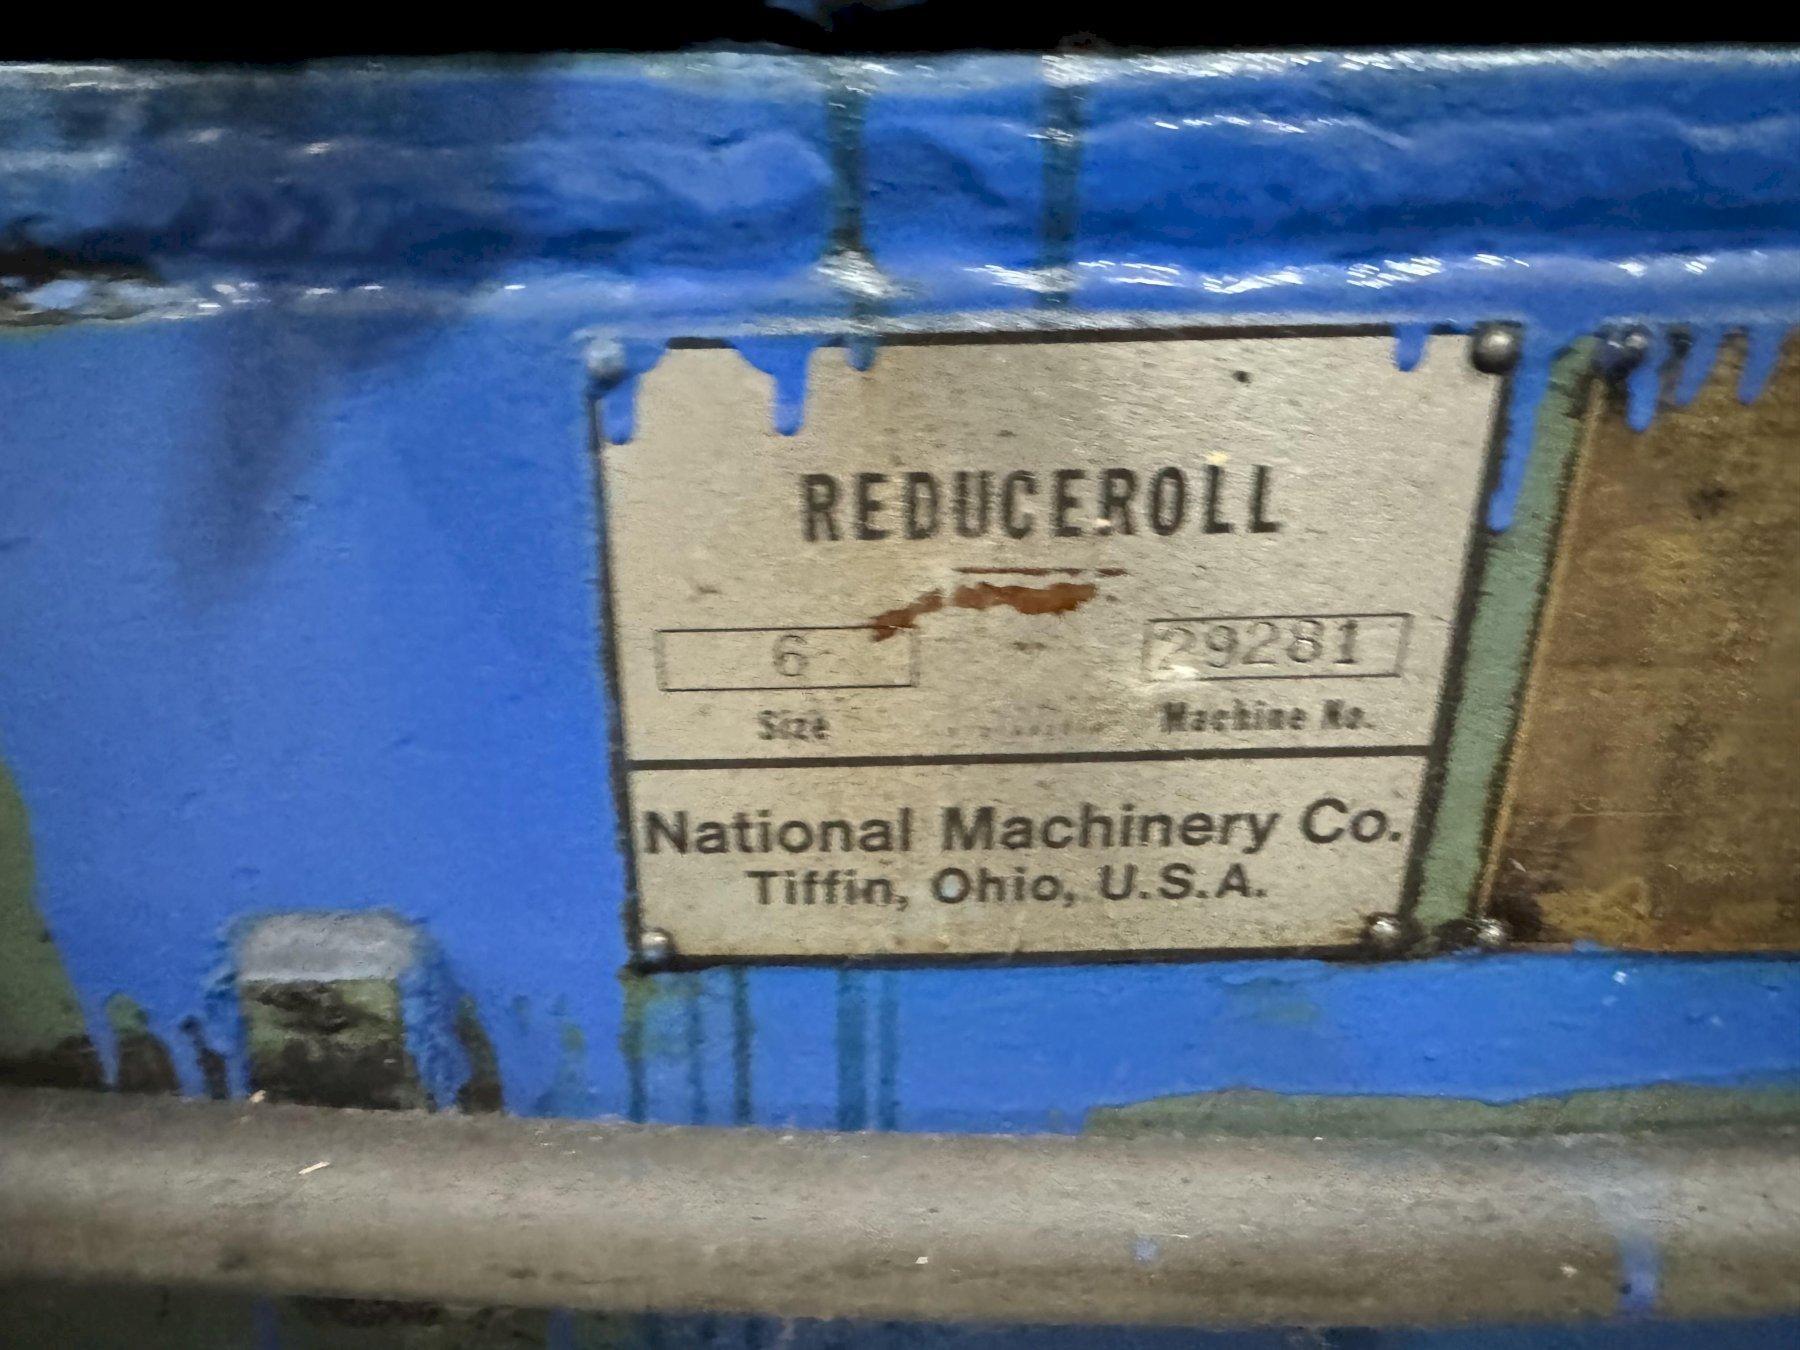 REDUCEROLL
6 29281
Size Machine No.
National Machinery Co.
Tiffin, Ohio, U.S.A.